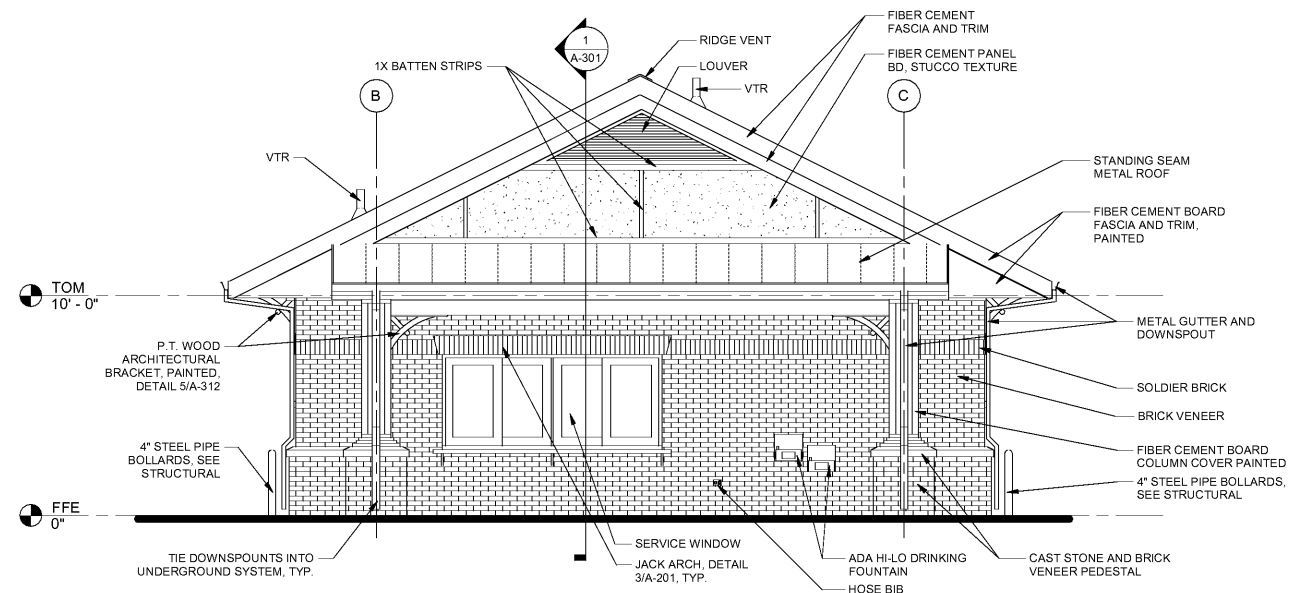 FIBER CEMENT
FASCIA AND TRIM
1
A-301
RIDGE VENT
FIBER CEMENT PANEL
BD, STUCCO TEXTURE
1X BATTEN STRIPS
LOUVER
VTR
B
C
VTR
STANDING SEAM
METAL ROOF
FIBER CEMENT BOARD
FASCIA AND TRIM,
PAINTED
TOM
10' - 0"
METAL GUTTER AND
DOWNSPOUT
P.T. WOOD
ARCHITECTURAL
BRACKET, PAINTED,
DETAIL 5/A-312
SOLDIER BRICK
BRICK VENEER
4" STEEL PIPE
BOLLARDS, SEE
STRUCTURAL
FIBER CEMENT BOARD
COLUMN COVER PAINTED
4" STEEL PIPE BOLLARDS,
SEE STRUCTURAL
FFE
0"
TIE DOWNSPOUNTS INTO
UNDERGROUND SYSTEM, TYP.
SERVICE WINDOW
JACK ARCH, DETAIL
3/A-201, TYP.
ADA HI-LO DRINKING
FOUNTAIN
HOSE BIB
CAST STONE AND BRICK
VENEER PEDESTAL